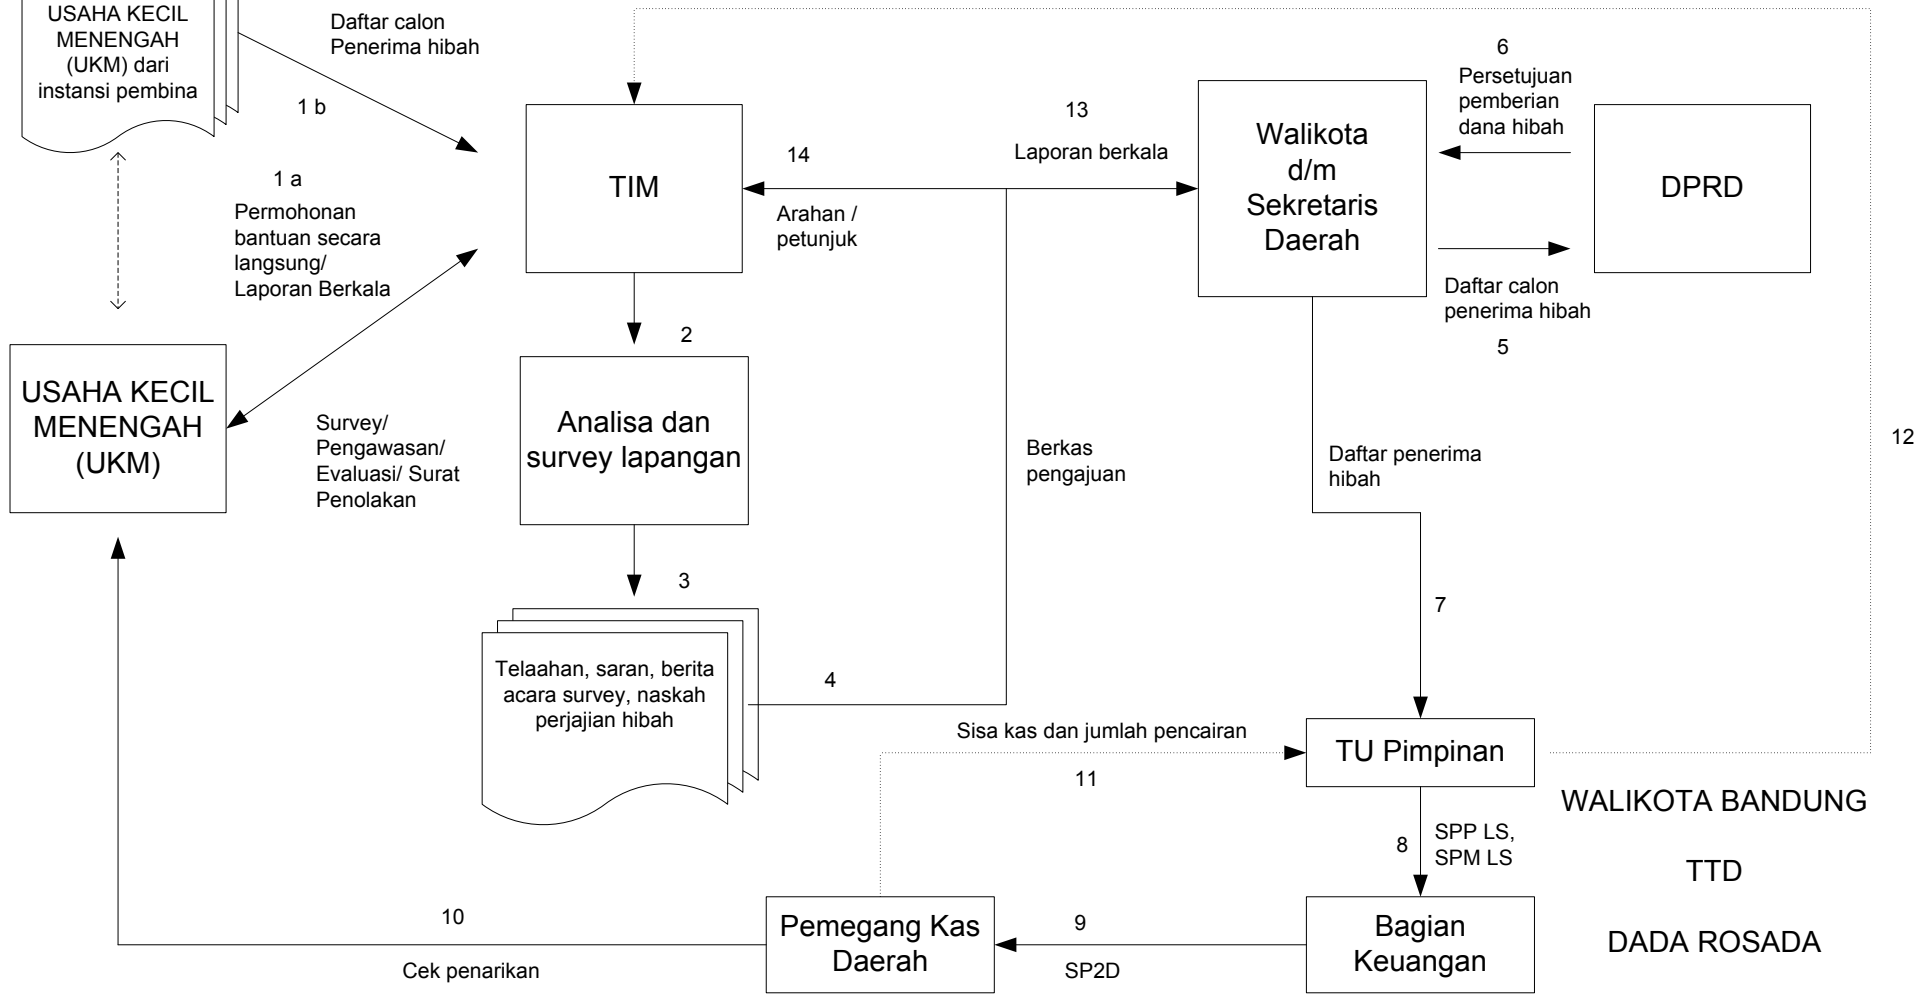 USAHA KECIL
MENENGAH
(UKM) dari
instansi pembina
Daftar calon
Penerima hibah
1 b
1 a
Permohonan
bantuan secara
langsung/
Laporan Berkala
USAHA KECIL
MENENGAH
(UKM)
Survey/
Pengawasan/
Evaluasi/ Surat
Penolakan
TIM
2
Analisa dan
survey lapangan
3
Telaahan, saran, berita
acara survey, naskah
perjajian hibah
4
14
Arahan /
petunjuk
13
Laporan berkala
Berkas
pengajuan
Walikota
d/m
Sekretaris
Daerah
6
Persetujuan
pemberian
dana hibah
DPRD
Daftar calon
penerima hibah
5
Daftar penerima
hibah
12
7
Sisa kas dan jumlah pencairan
11
TU Pimpinan
8
SPP LS,
SPM LS
Bagian
Keuangan
9
SP2D
Pemegang Kas
Daerah
10
Cek penarikan
WALIKOTA BANDUNG
TTD
DADA ROSADA